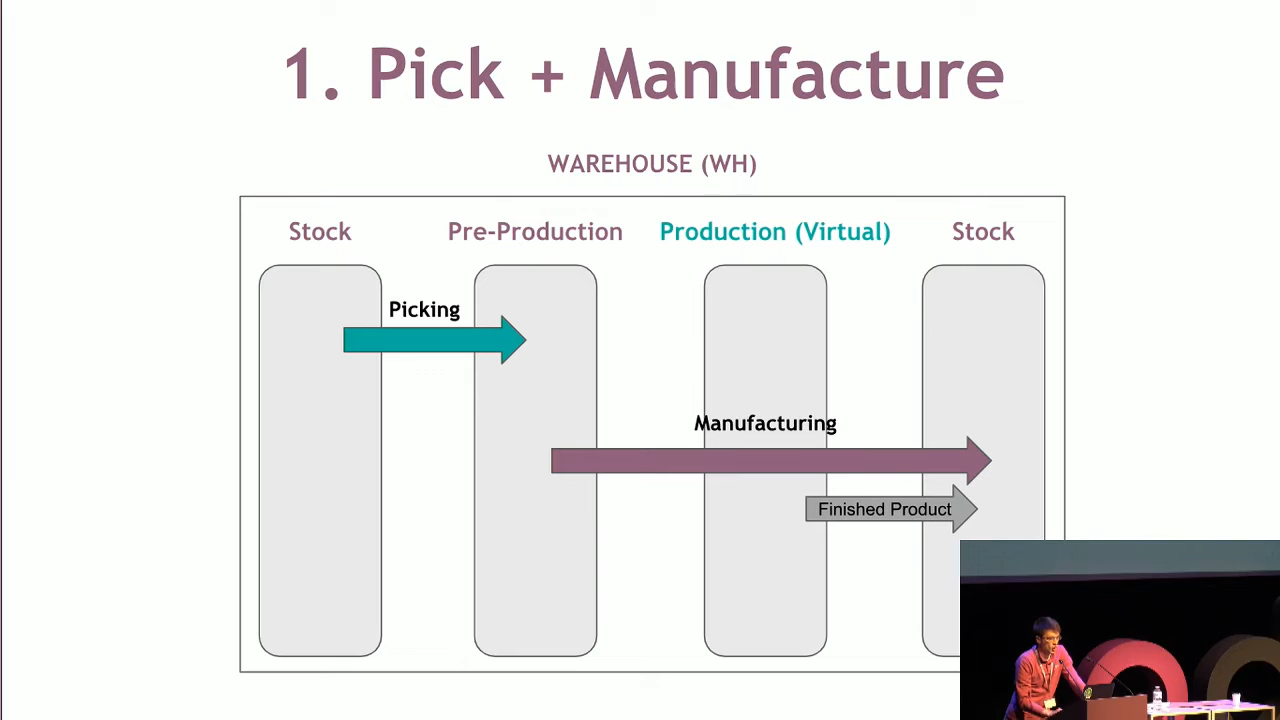 1. Pick + Manufacture
WAREHOUSE (WH)
Stock Pre-Production Production (Virtual) Stock
Picking
Manufacturing
Finished Product